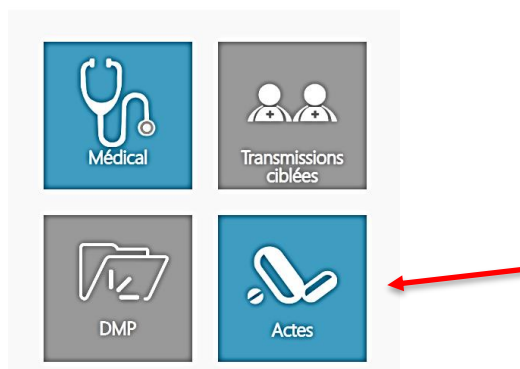 Médical
Transmissions
ciblées
DMP
Actes